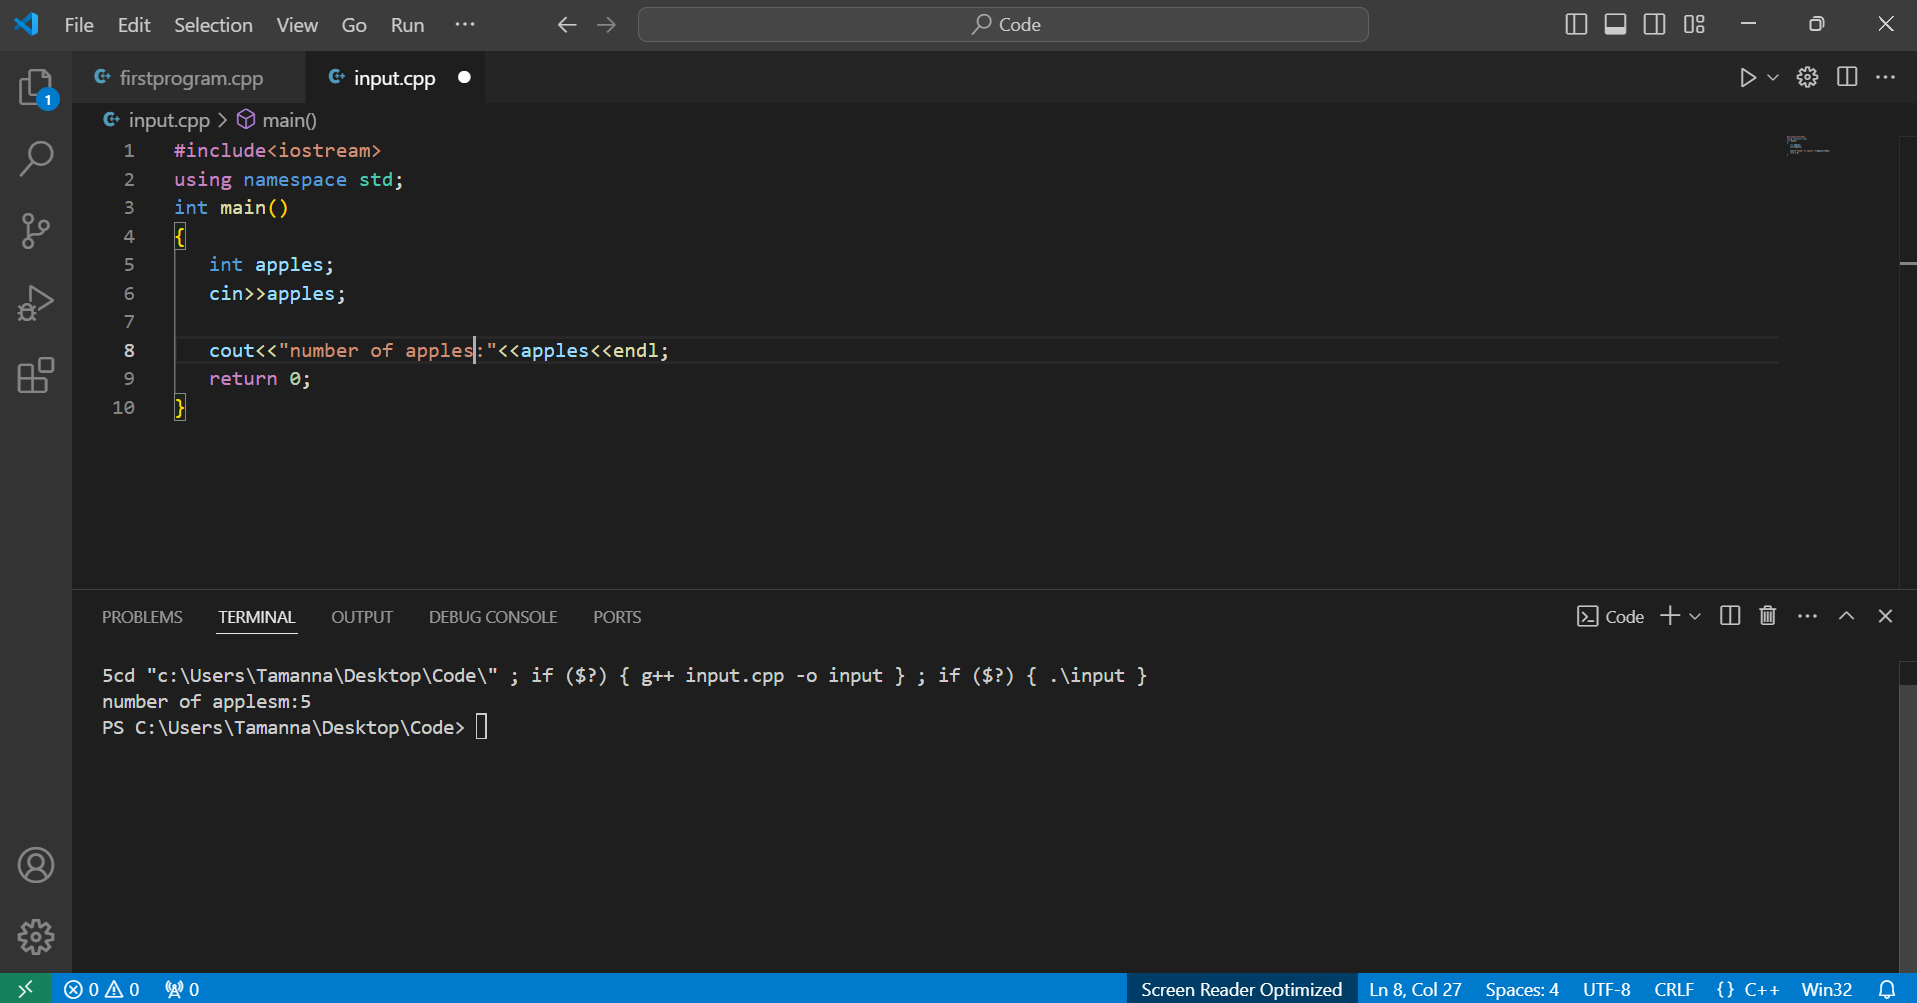 File Edit Selection View Go Run ··· Code
firstprogram.cpp input.cpp
1
input.cpp > main()
1 #include<iostream>
2 using namespace std;
3 int main()
4 {
5 int apples;
6 cin>>apples;
7
8 cout<<"number of apples:"<<apples<<endl;
9 return 0;
10 }
PROBLEMS TERMINAL OUTPUT DEBUG CONSOLE PORTS Code
5cd "c:\Users\Tamanna\Desktop\Code\" ; if ($?) { g++ input.cpp -o input } ; if ($?) { .\input }
number of applesm:5
PS C:\Users\Tamanna\Desktop\Code>
0 0 0 Screen Reader Optimized Ln 8, Col 27 Spaces: 4 UTF-8 CRLF {} C++ Win32